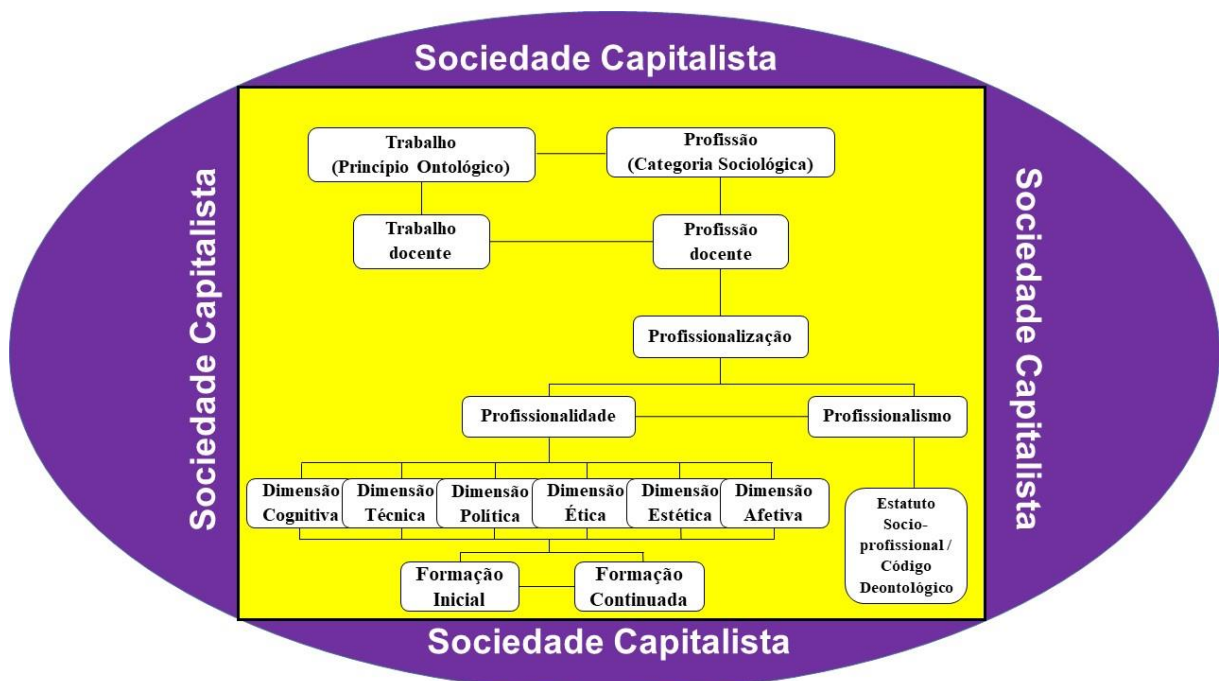 Sociedade Capitalista
Sociedade Capitalista
Sociedade Capitalista
Trabalho
(Princípio Ontológico)
Profissão
(Categoria Sociológica)
Trabalho
docente
Profissão
docente
Profissionalização
Profissionalidade
Profissionalismo
Dimensão
Cognitiva
Dimensão
Técnica
Dimensão
Política
Dimensão
Ética
Dimensão
Estética
Dimensão
Afetiva
Estatuto
Socio-
profissional /
Código
Deontológico
Formação
Inicial
Formação
Continuada
Sociedade Capitalista